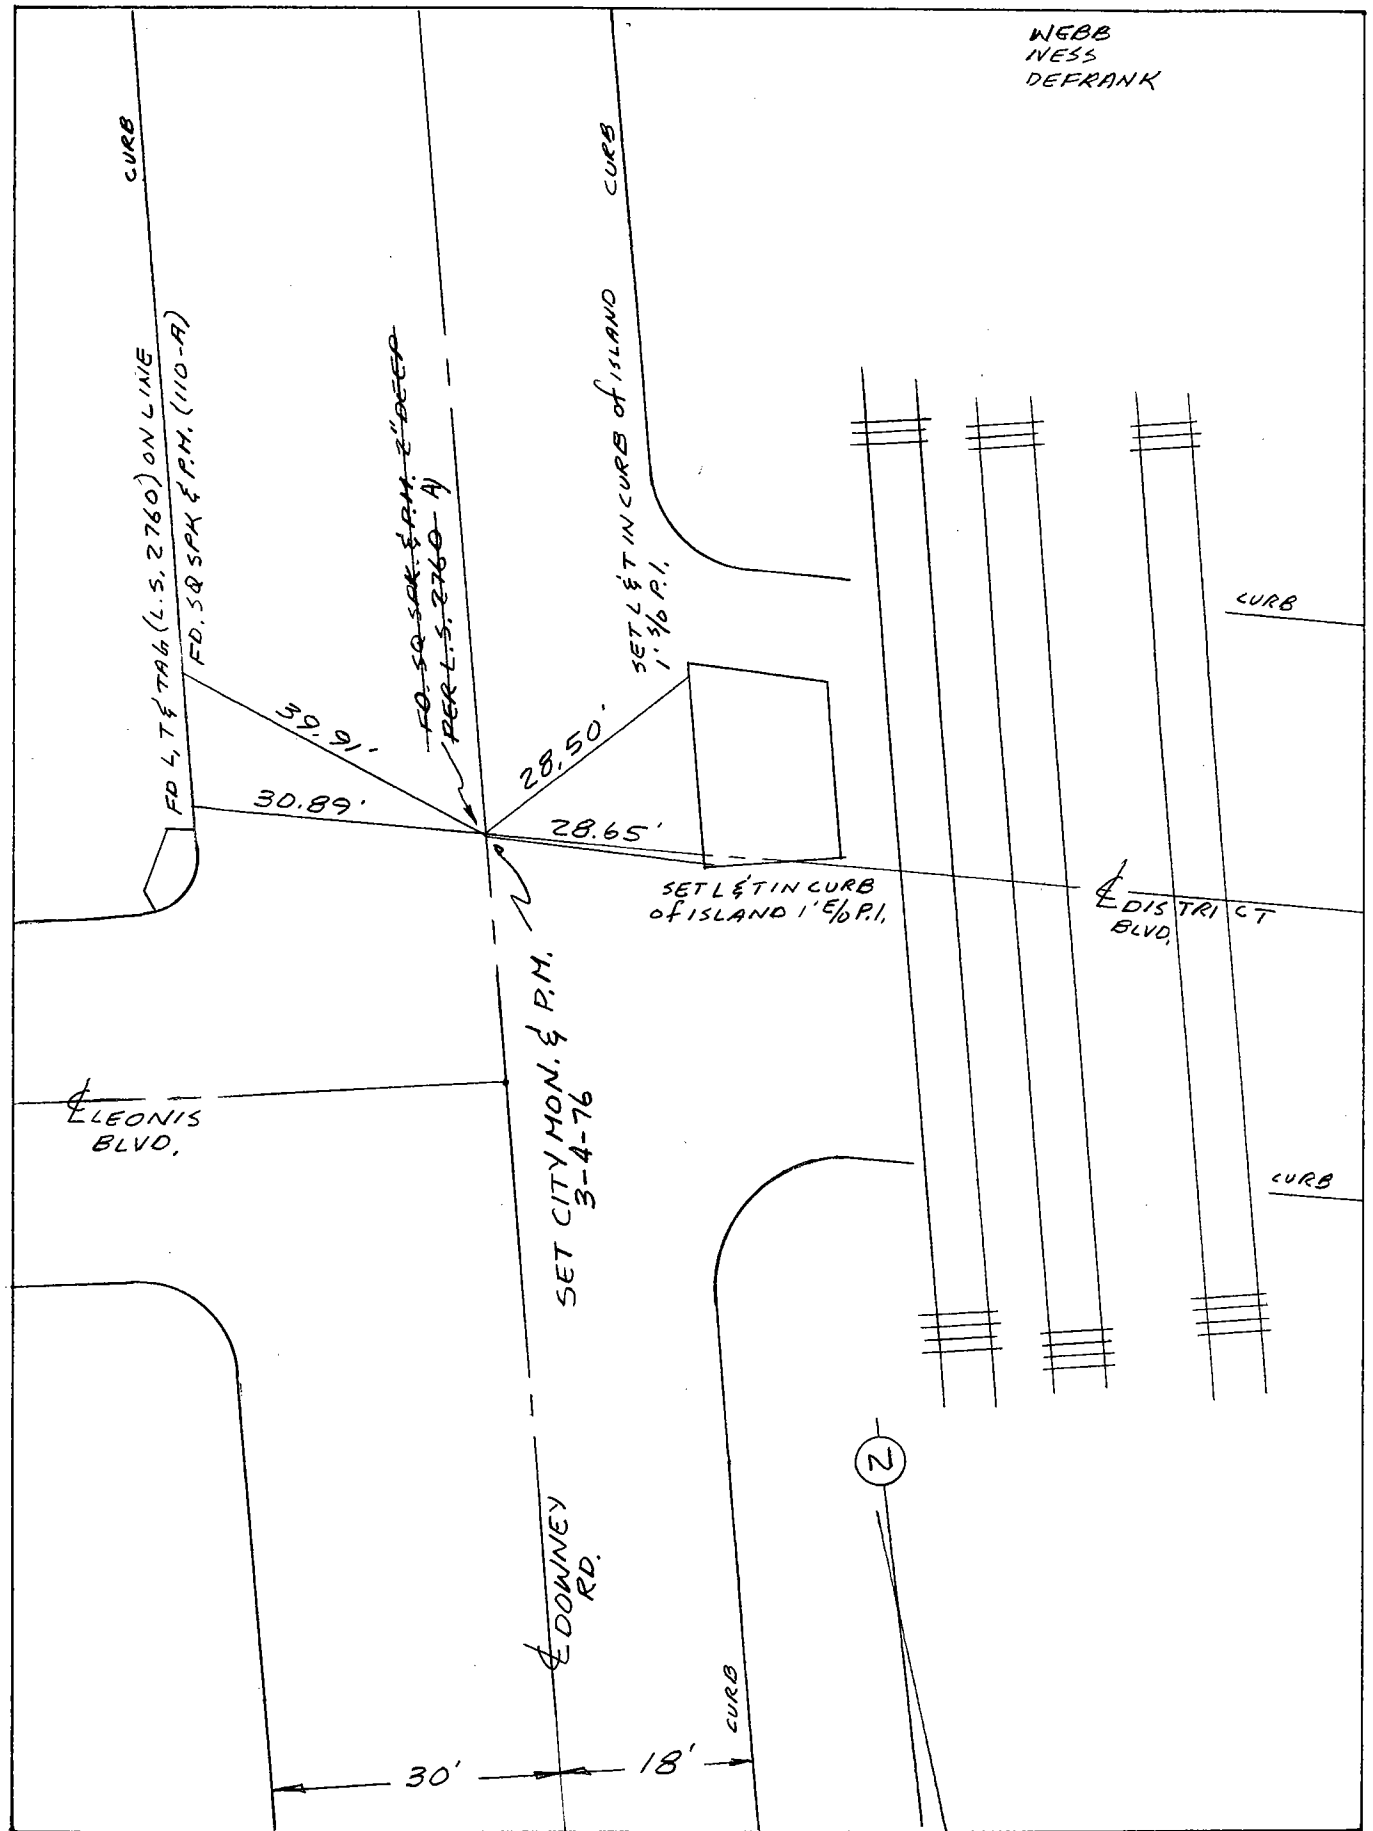 WEBB
NESS
DEFRANK
CURB
CURB
FD L, T & TAG (L.S. 2760) ON LINE
FD. SQ SPK & P.M. (110-A)
FD. SQ SPK. & P.M. 2" DEEP
PER L.S. 2760-A)
SET L & T IN CURB of ISLAND
1' S/O P.I.
CURB
39.91'
28.50'
30.89'
28.65'
SET L & T IN CURB
of ISLAND 1' E/O P.I.
℄ DISTRICT
BLVD.
SET CITY MON. & P.M.
3-4-76
℄ LEONIS
BLVD.
CURB
N
℄ DOWNEY
RD.
CURB
30'
18'